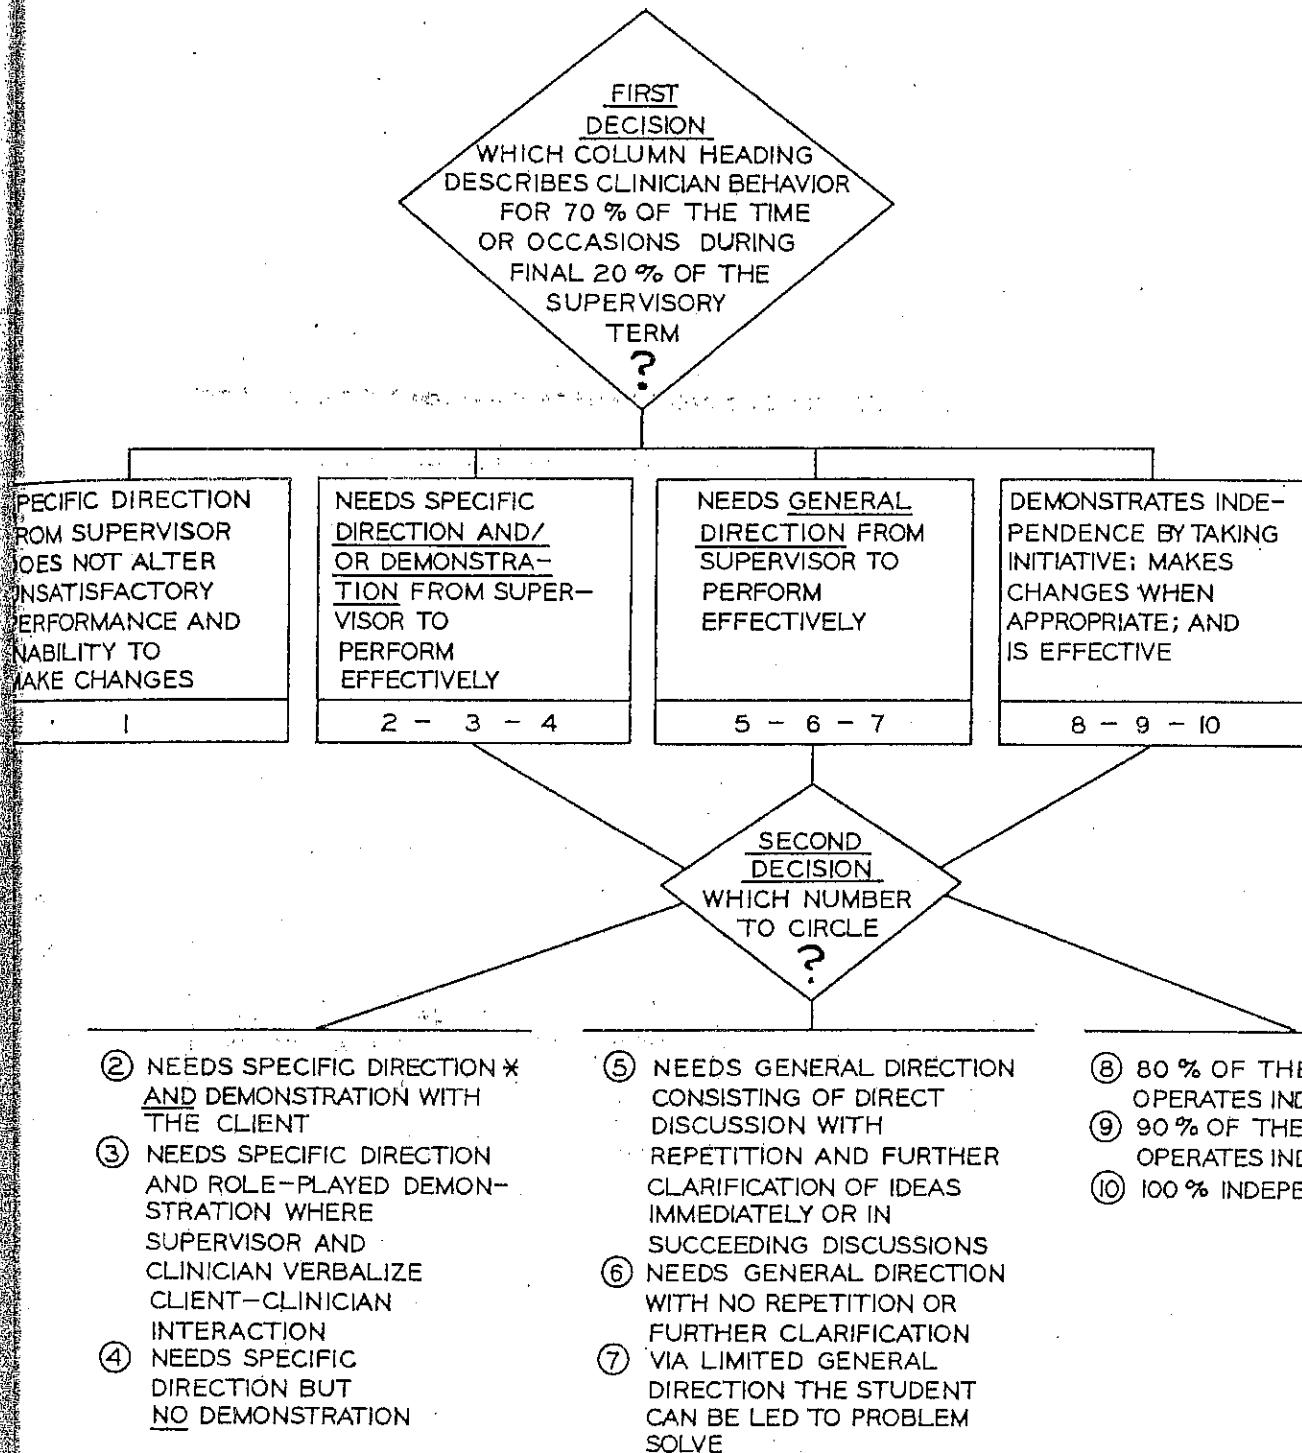 FIRST
DECISION
WHICH COLUMN HEADING
DESCRIBES CLINICIAN BEHAVIOR
FOR 70 % OF THE TIME
OR OCCASIONS DURING
FINAL 20 % OF THE
SUPERVISORY
TERM
?
PECIFIC DIRECTION
ROM SUPERVISOR
OES NOT ALTER
NSATISFACTORY
ERFORMANCE AND
NABILITY TO
AKE CHANGES
1
NEEDS SPECIFIC
DIRECTION AND/
OR DEMONSTRA-
TION FROM SUPER-
VISOR TO
PERFORM
EFFECTIVELY
2 - 3 - 4
NEEDS GENERAL
DIRECTION FROM
SUPERVISOR TO
PERFORM
EFFECTIVELY
5 - 6 - 7
DEMONSTRATES INDE-
PENDENCE BY TAKING
INITIATIVE; MAKES
CHANGES WHEN
APPROPRIATE; AND
IS EFFECTIVE
8 - 9 - 10
SECOND
DECISION
WHICH NUMBER
TO CIRCLE
?
② NEEDS SPECIFIC DIRECTION *
AND DEMONSTRATION WITH
THE CLIENT
③ NEEDS SPECIFIC DIRECTION
AND ROLE-PLAYED DEMON-
STRATION WHERE
SUPERVISOR AND
CLINICIAN VERBALIZE
CLIENT-CLINICIAN
INTERACTION
④ NEEDS SPECIFIC
DIRECTION BUT
NO DEMONSTRATION
⑤ NEEDS GENERAL DIRECTION
CONSISTING OF DIRECT
DISCUSSION WITH
REPETITION AND FURTHER
CLARIFICATION OF IDEAS
IMMEDIATELY OR IN
SUCCEEDING DISCUSSIONS
⑥ NEEDS GENERAL DIRECTION
WITH NO REPETITION OR
FURTHER CLARIFICATION
⑦ VIA LIMITED GENERAL
DIRECTION THE STUDENT
CAN BE LED TO PROBLEM
SOLVE
⑧ 80 % OF THE
OPERATES IND
⑨ 90 % OF THE
OPERATES IND
⑩ 100 % INDEPE